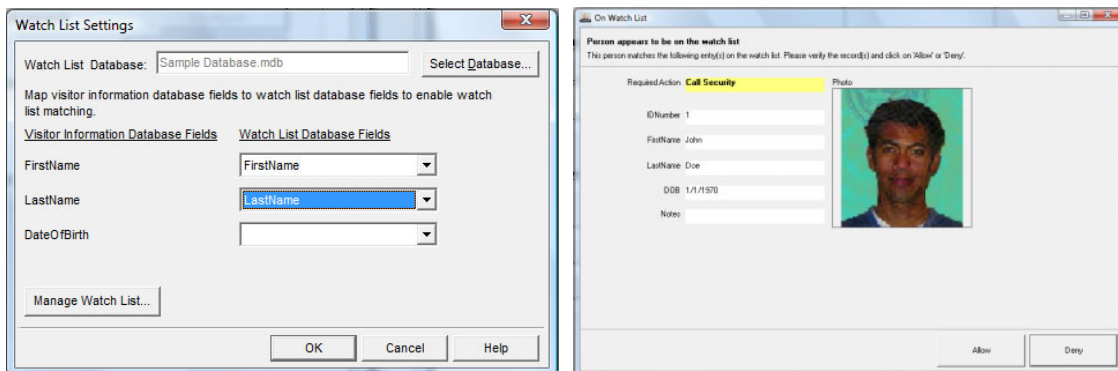 Watch List Settings
Watch List Database: Sample Database.mdb Select Database...
Map visitor information database fields to watch list database fields to enable watch
list matching.
Visitor Information Database Fields Watch List Database Fields
FirstName FirstName
LastName LastName
DateOfBirth
Manage Watch List...
OK Cancel Help
On Watch List
Person appears to be on the watch list
This person matches the following entry(s) on the watch list. Please verify the record(s) and click on 'Allow' or 'Deny'.
Required Action Call Security Photo
IDNumber 1
FirstName John
LastName Doe
DOB 1/1/1970
Notes
Allow Deny